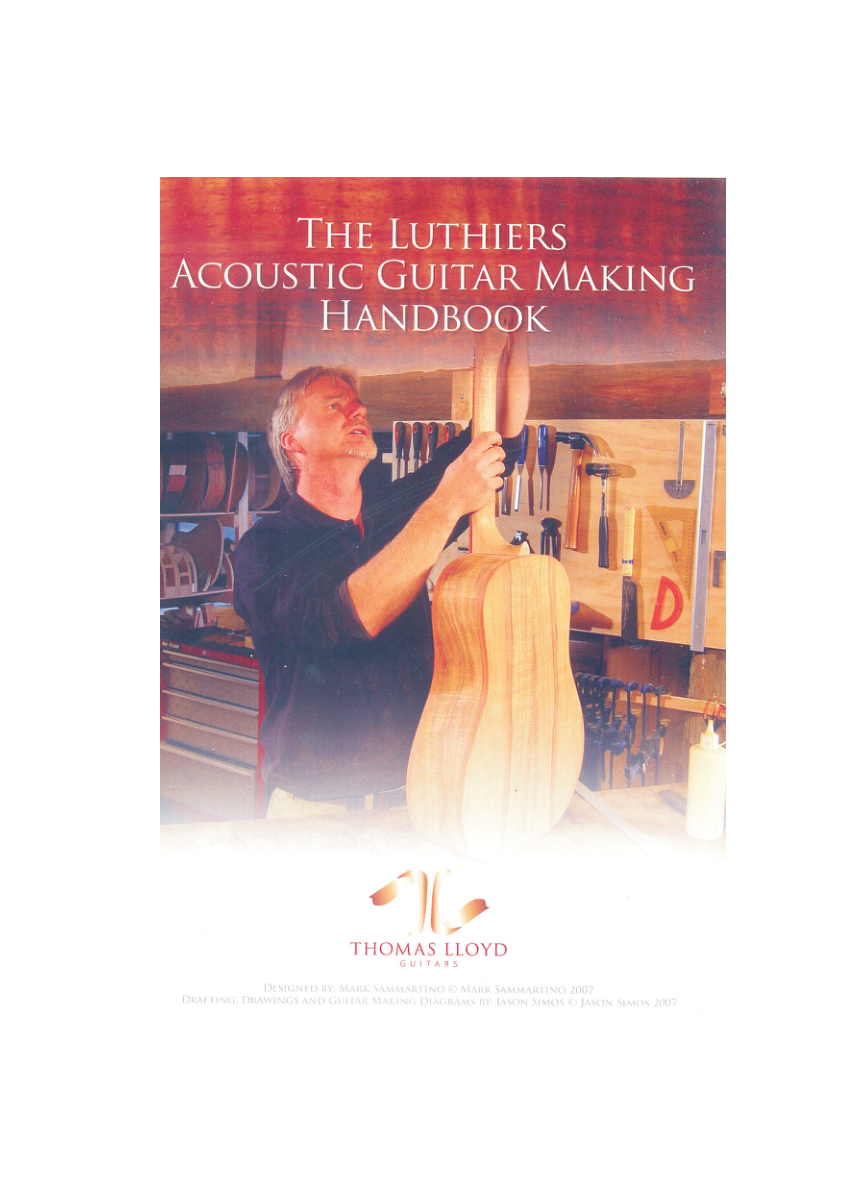 THE LUTHIERS
ACOUSTIC GUITAR MAKING
HANDBOOK
THOMAS LLOYD
GUITARS
DESIGNED BY: MARK SAMMARTINO © MARK SAMMARTINO 2007
DRAFTING, DRAWINGS AND GUITAR MAKING DIAGRAMS BY: JASON SIMOS © JASON SIMOS 2007